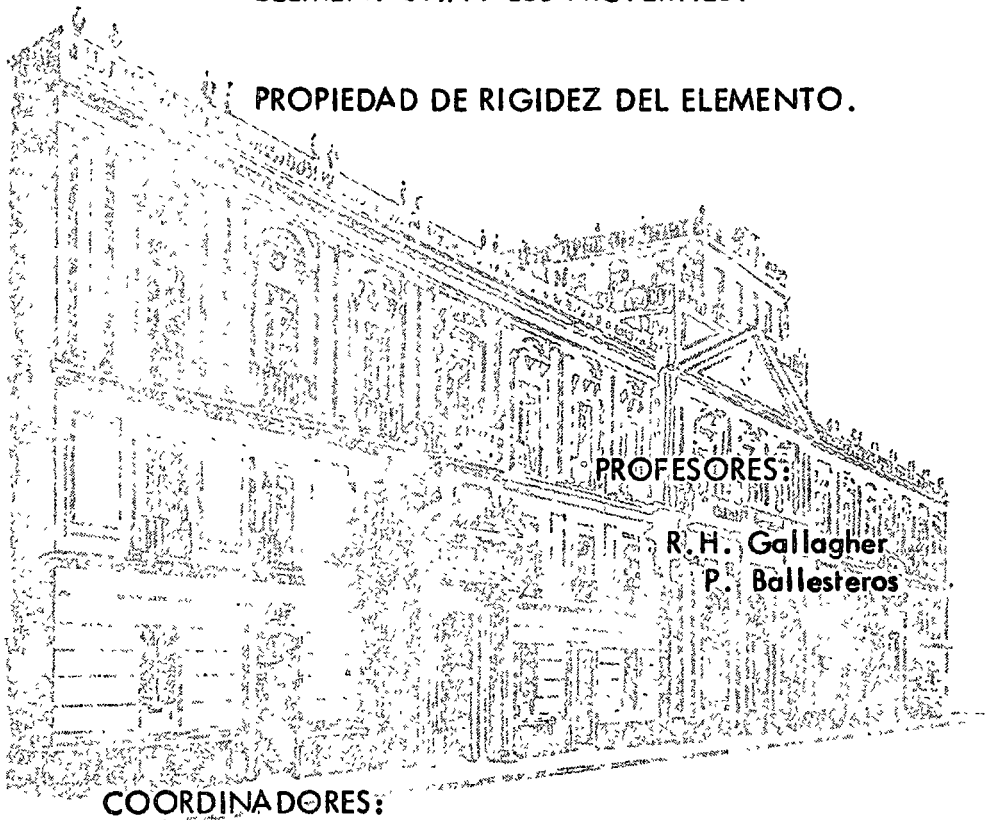 PROPIEDAD DE RIGIDEZ DEL ELEMENTO.
PROFESORES:
R.H. Gallagher
P. Ballesteros
COORDINADORES: